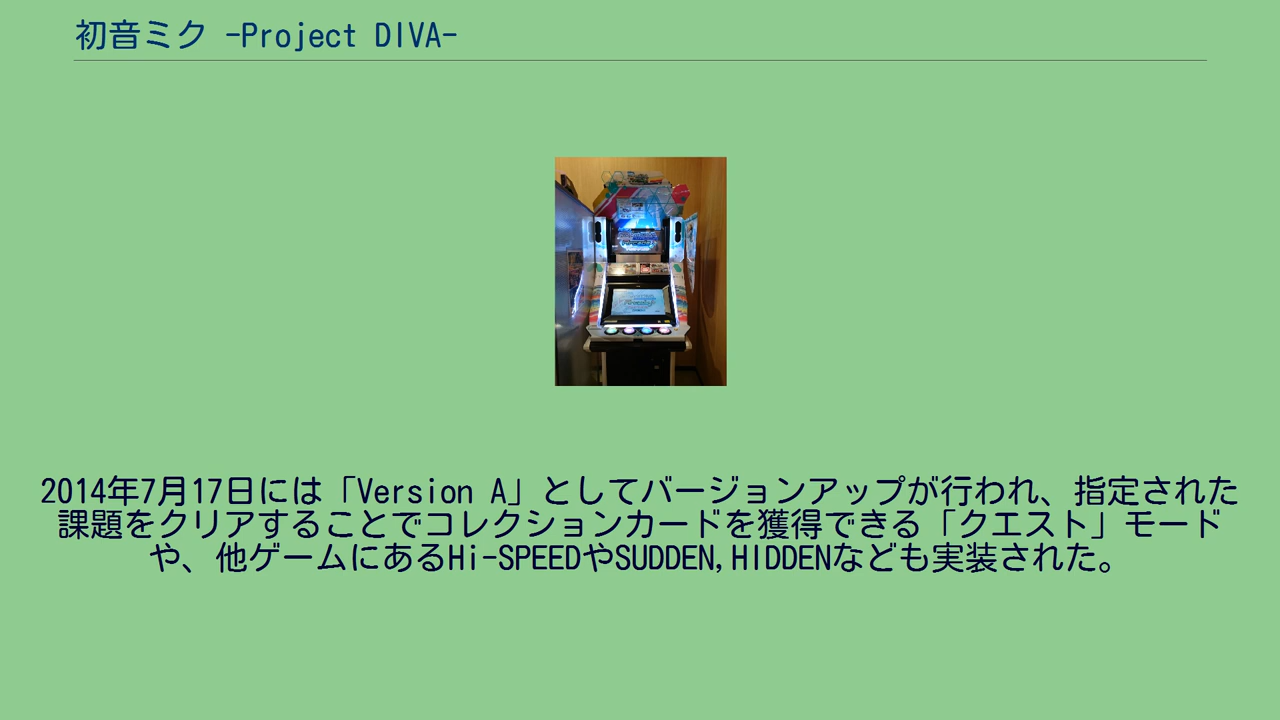 初音ミク -Project DIVA-
2014年7月17日には「Version A」としてバージョンアップが行われ、指定された
課題をクリアすることでコレクションカードを獲得できる「クエスト」モード
や、他ゲームにあるHi-SPEEDやSUDDEN,HIDDENなども実装された。